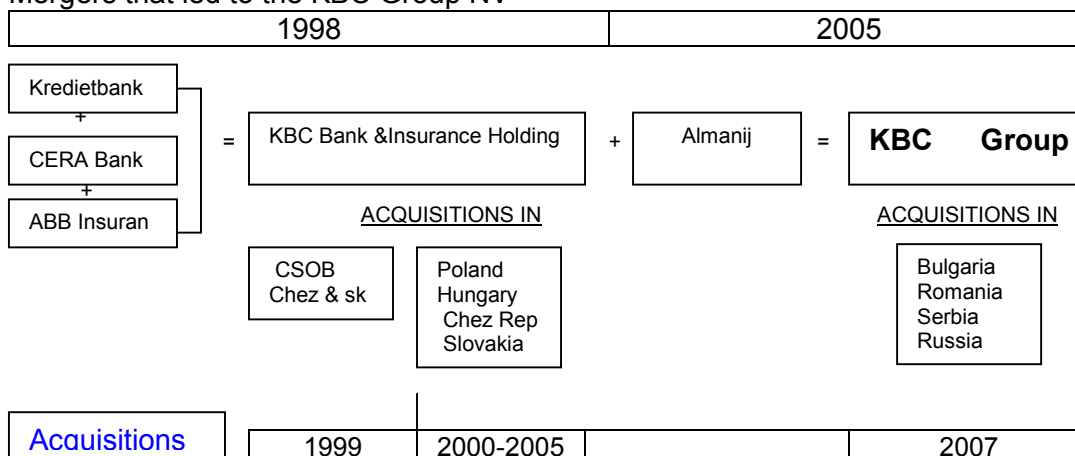 Mergers that led to the KBC Group NV
1998 2005
Kredietbank
+
CERA Bank
+
ABB Insuran
=
KBC Bank &Insurance Holding
+
Almanij
=
KBC Group
ACQUISITIONS IN
ACQUISITIONS IN
CSOB
Chez & sk
Poland
Hungary
Chez Rep
Slovakia
Bulgaria
Romania
Serbia
Russia
Acquisitions
1999 2000-2005 2007